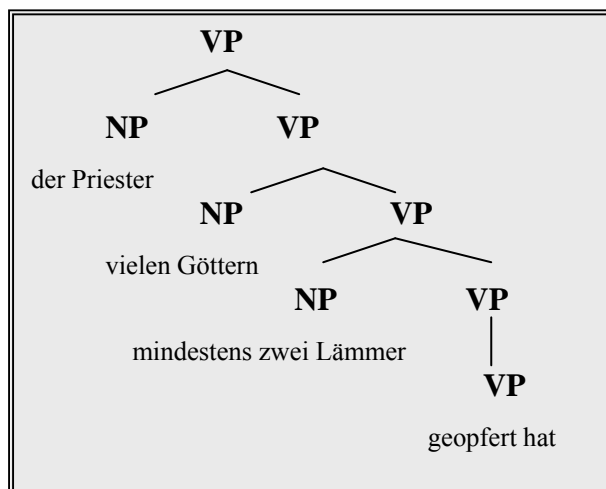 VP
NP VP
der Priester
NP VP
vielen Göttern
NP VP
mindestens zwei Lämmer
VP
geopfert hat